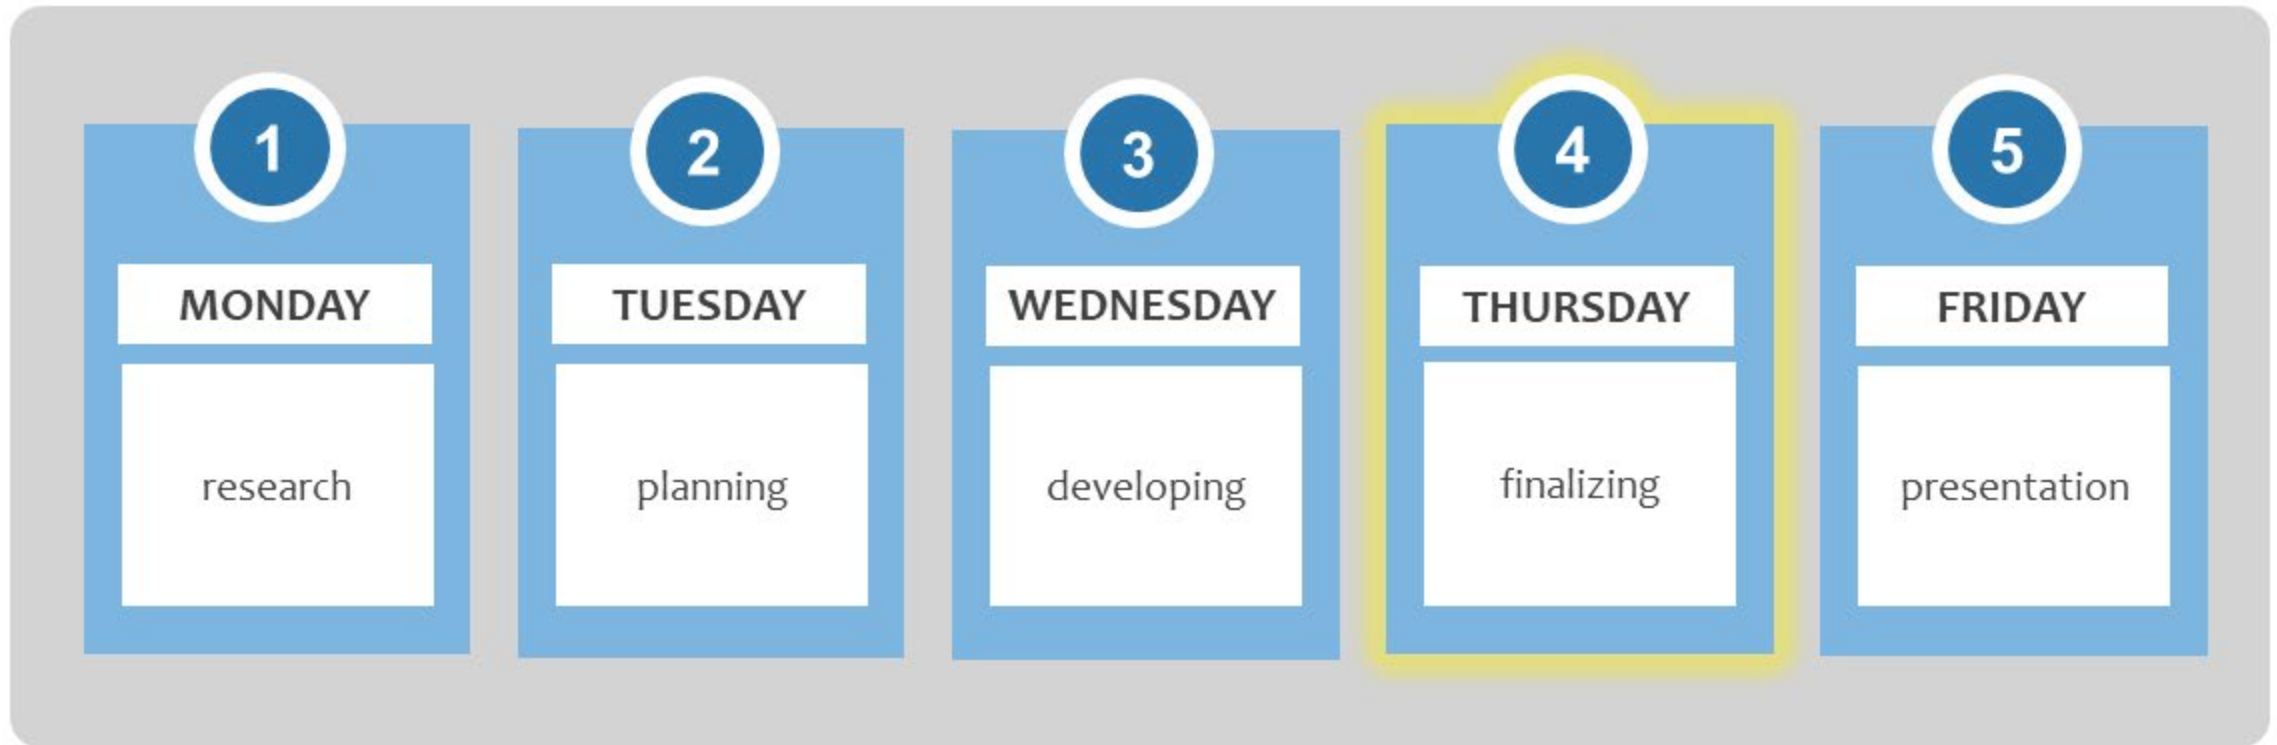 1
MONDAY
research
2
TUESDAY
planning
3
WEDNESDAY
developing
4
THURSDAY
finalizing
5
FRIDAY
presentation